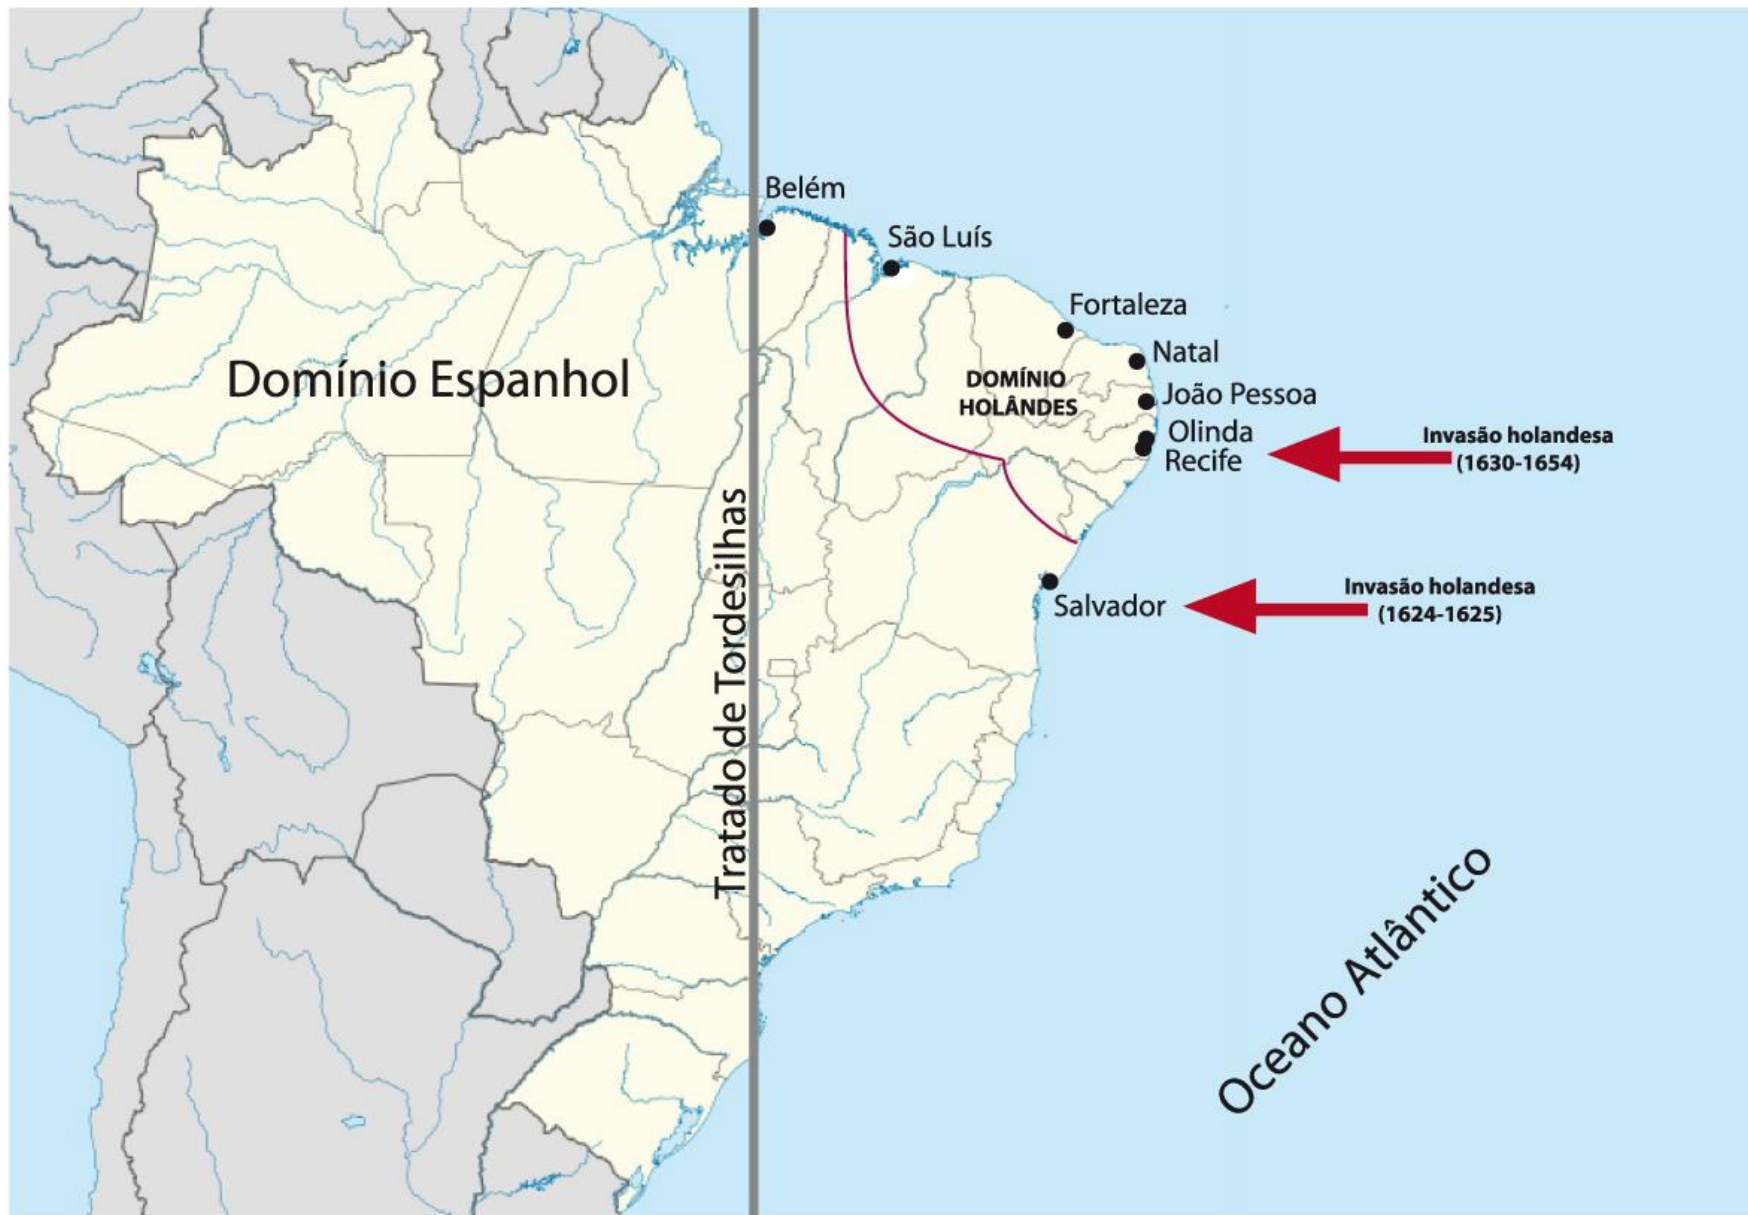 Belém
São Luís
Fortaleza
Natal
João Pessoa
Olinda
Recife
Domínio Espanhol
DOMÍNIO
HOLÂNDES
Invasão holandesa
(1630-1654)
Salvador
Invasão holandesa
(1624-1625)
Tratado de Tordesilhas
Oceano Atlântico